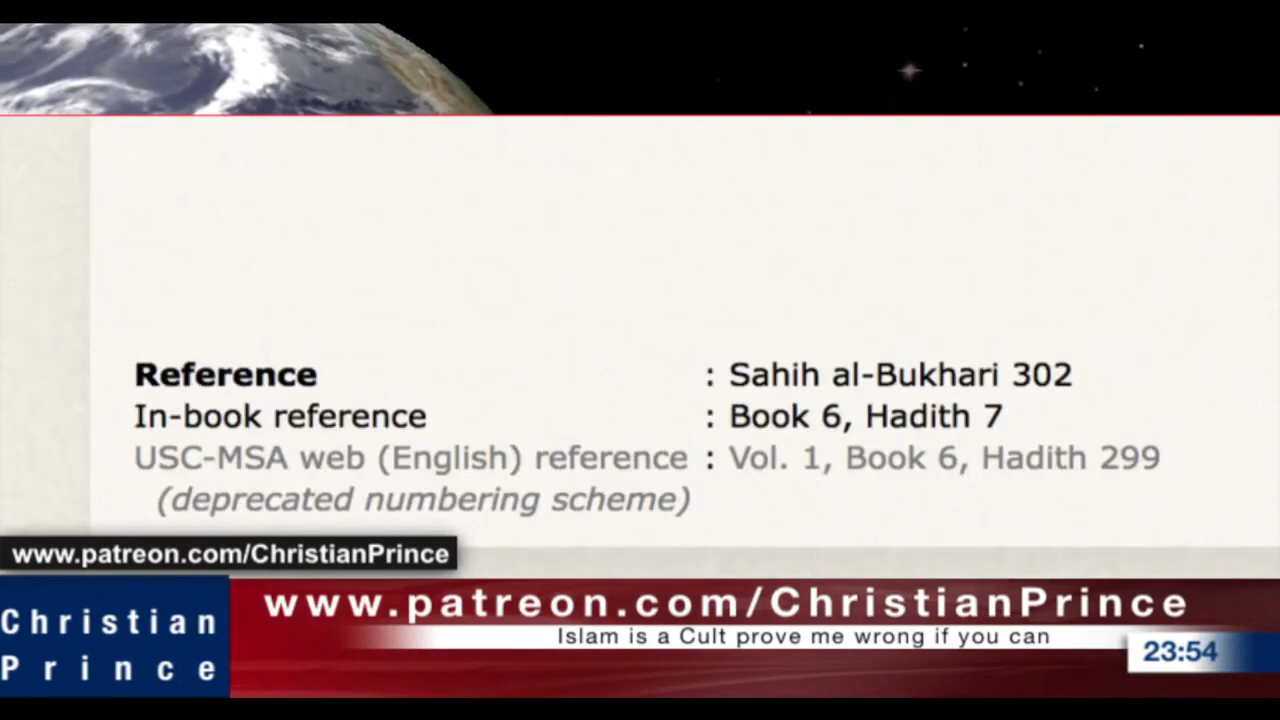 Reference : Sahih al-Bukhari 302
In-book reference : Book 6, Hadith 7
USC-MSA web (English) reference : Vol. 1, Book 6, Hadith 299
(deprecated numbering scheme)
www.patreon.com/ChristianPrince
Christian
Prince
www.patreon.com/ChristianPrince
Islam is a Cult prove me wrong if you can
23:54